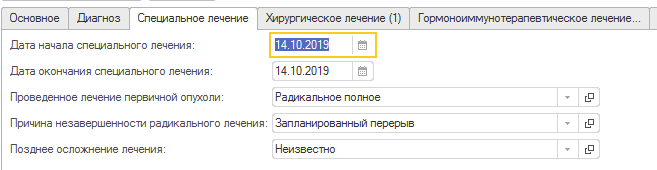 Основное Диагноз Специальное лечение Хирургическое лечение (1) Гормоноиммунотерапевтическое лечение...
Дата начала специального лечения: 14.10.2019
Дата окончания специального лечения: 14.10.2019
Проведенное лечение первичной опухоли: Радикальное полное
Причина незавершенности радикального лечения: Запланированный перерыв
Позднее осложнение лечения: Неизвестно